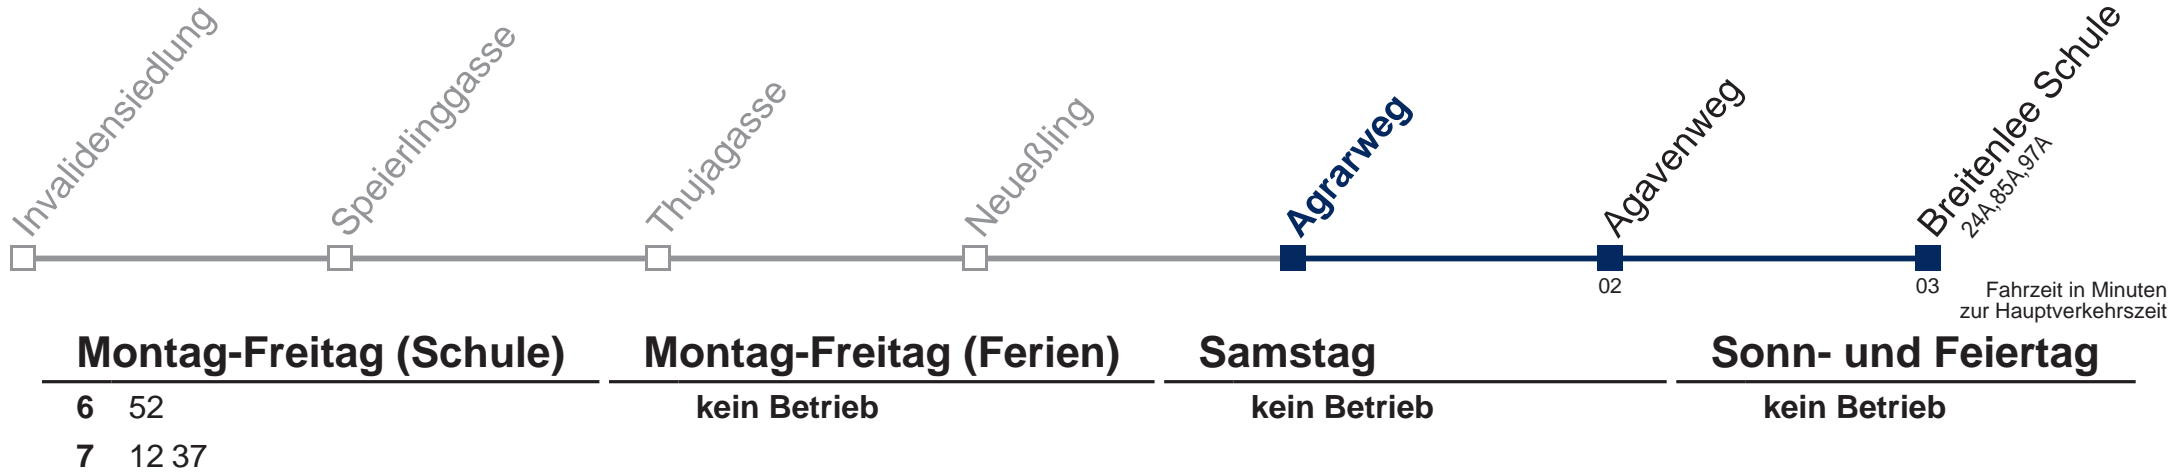 Invalidensiedlung
Speierlinggasse
Thujagasse
Neueßling
Agrarweg
Agavenweg
Breitenlee Schule
24A,85A,97A
02
03
Fahrzeit in Minuten
zur Hauptverkehrszeit
Montag-Freitag (Schule)
6 52
7 12 37
Montag-Freitag (Ferien)
kein Betrieb
Samstag
kein Betrieb
Sonn- und Feiertag
kein Betrieb